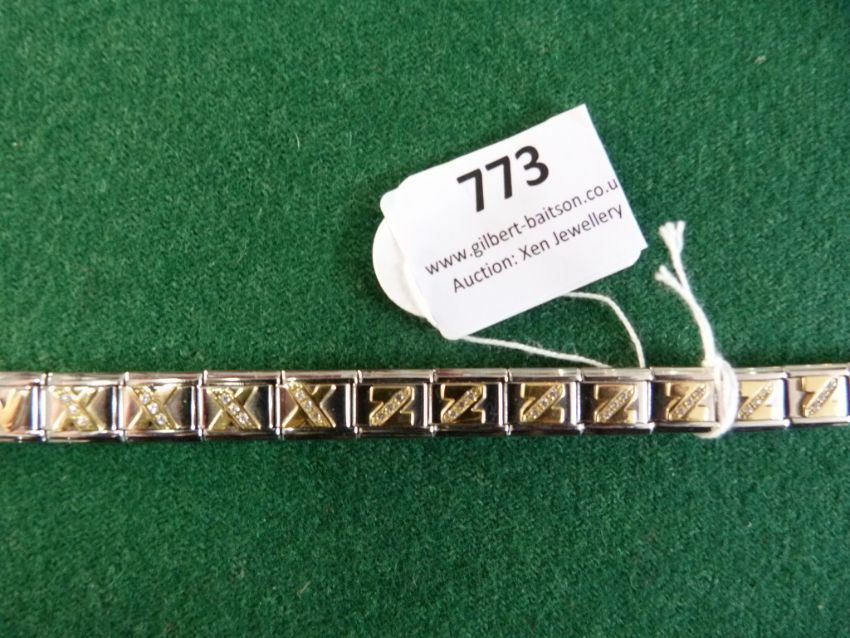 773
www.gilbert-baitson.co.u
Auction: Xen Jewellery
X X X X Z Z Z Z Z Z Z